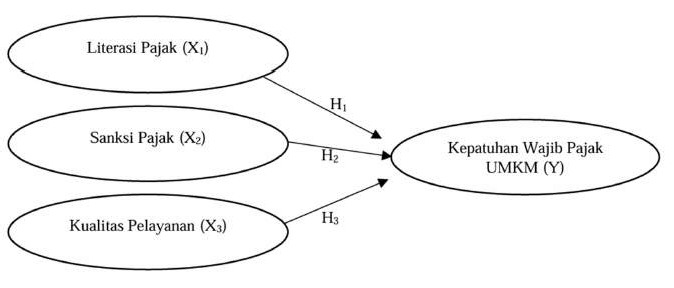 Literasi Pajak (X₁)
H₁
Sanksi Pajak (X₂)
Kepatuhan Wajib Pajak
UMKM (Y)
H₂
Kualitas Pelayanan (X₃)
H₃